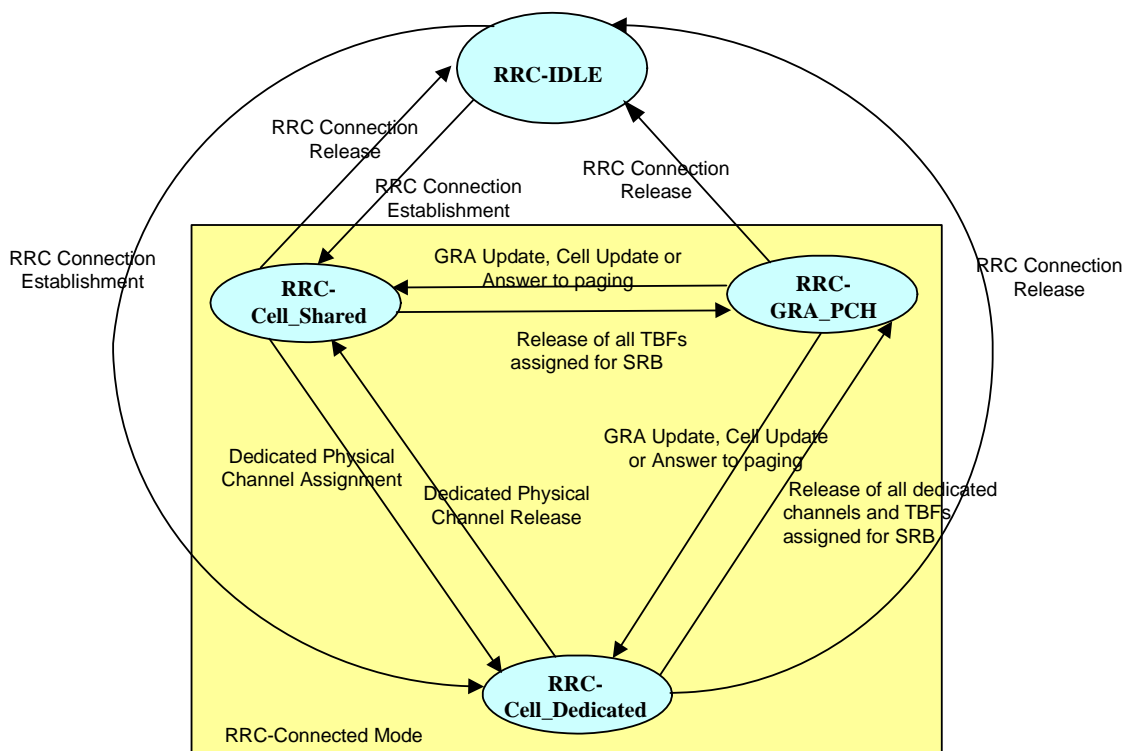 RRC-IDLE
RRC Connection
Release
RRC Connection
Establishment
RRC Connection
Release
RRC Connection
Establishment
RRC Connection
Release
GRA Update, Cell Update or
Answer to paging
RRC-
Cell_Shared
RRC-
GRA_PCH
Release of all TBFs
assigned for SRB
Dedicated Physical
Channel Assignment
Dedicated Physical
Channel Release
GRA Update, Cell Update
or Answer to paging
Release of all dedicated
channels and TBFs
assigned for SRB
RRC-
Cell_Dedicated
RRC-Connected Mode